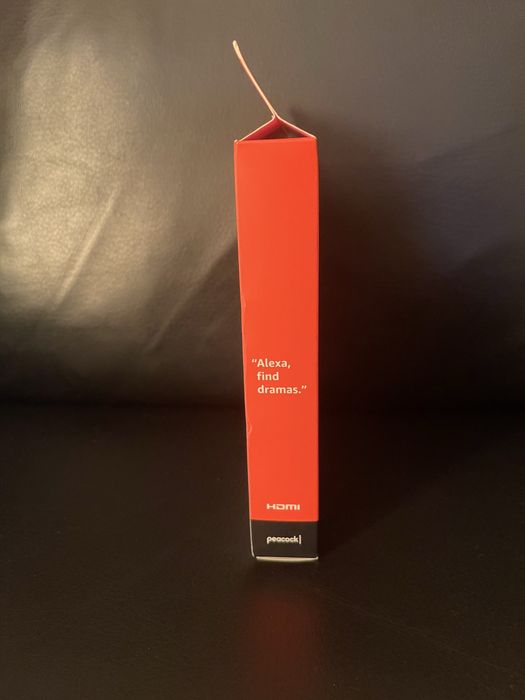 “Alexa,
find
dramas.”
HDMI
peacock